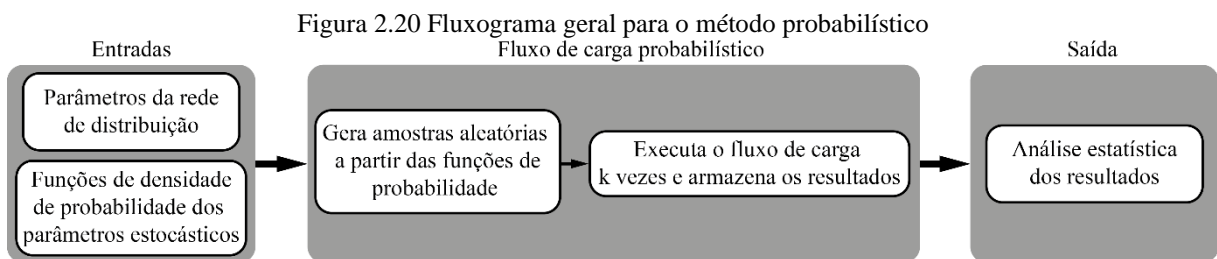 Figura 2.20 Fluxograma geral para o método probabilístico
Entradas
Parâmetros da rede
de distribuição
Funções de densidade
de probabilidade dos
parâmetros estocásticos
Fluxo de carga probabilístico
Gera amostras aleatórias
a partir das funções de
probabilidade
Executa o fluxo de carga
k vezes e armazena os resultados
Saída
Análise estatística
dos resultados